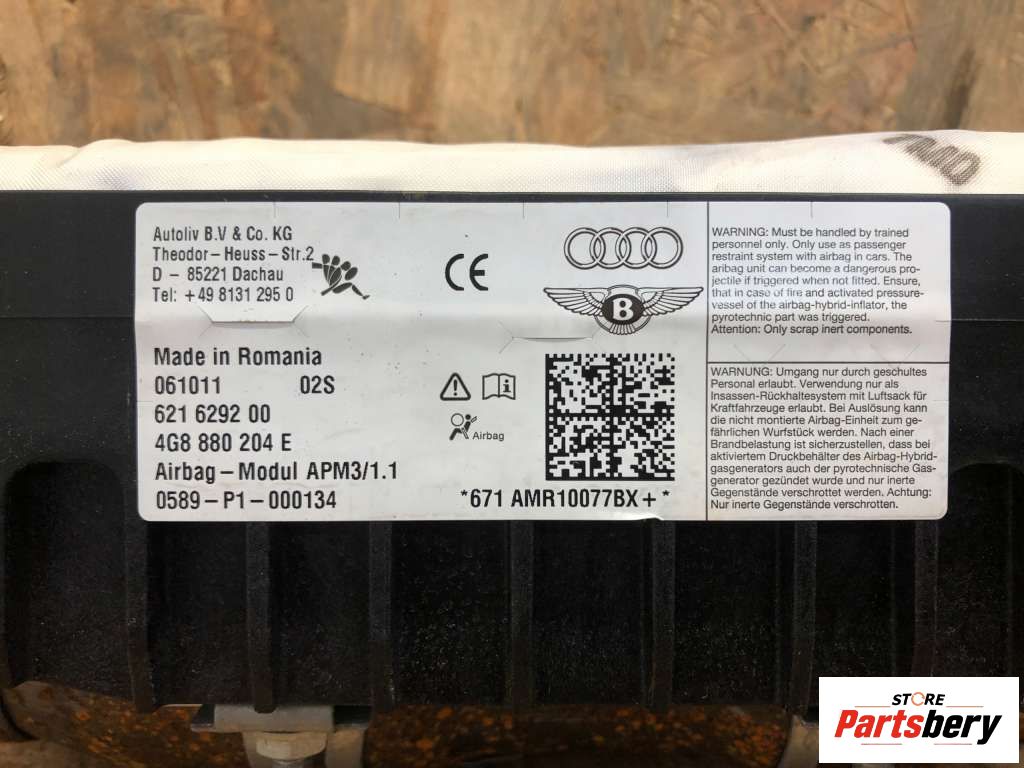 Autoliv B.V & Co. KG
Theodor-Heuss-Str.2
D - 85221 Dachau
Tel: +49 8131 295 0
CE
B
Made in Romania
061011 02S
621 6292 00
4G8 880 204 E
Airbag-Modul APM3/1.1
0589-P1-000134
Airbag
*671 AMR10077BX+*
WARNING: Must be handled by trained
personnel only. Only use as passenger
restraint system with airbag in cars. The
airbag unit can become a dangerous pro-
jectile if triggered when not fitted. Ensure,
that in case of fire and activated pressure-
vessel of the airbag-hybrid-inflator, the
pyrotechnic part was triggered.
Attention: Only scrap inert components.
WARNUNG: Umgang nur durch geschultes
Personal erlaubt. Verwendung nur als
Insassen-Rückhaltesystem mit Luftsack für
Kraftfahrzeuge erlaubt. Bei Auslösung kann
die nicht montierte Airbag-Einheit zum ge-
fährlichen Wurfstück werden. Nach einer
Brandbelastung ist sicherzustellen, dass bei
aktiviertem Druckbehälter des Airbag-Hybrid-
gasgenerators auch der pyrotechnische Gas-
generator gezündet wurde und nur inerte
Gegenstände verschrottet werden. Achtung:
Nur inerte Gegenstände verschrotten.
STORE
Partsbery